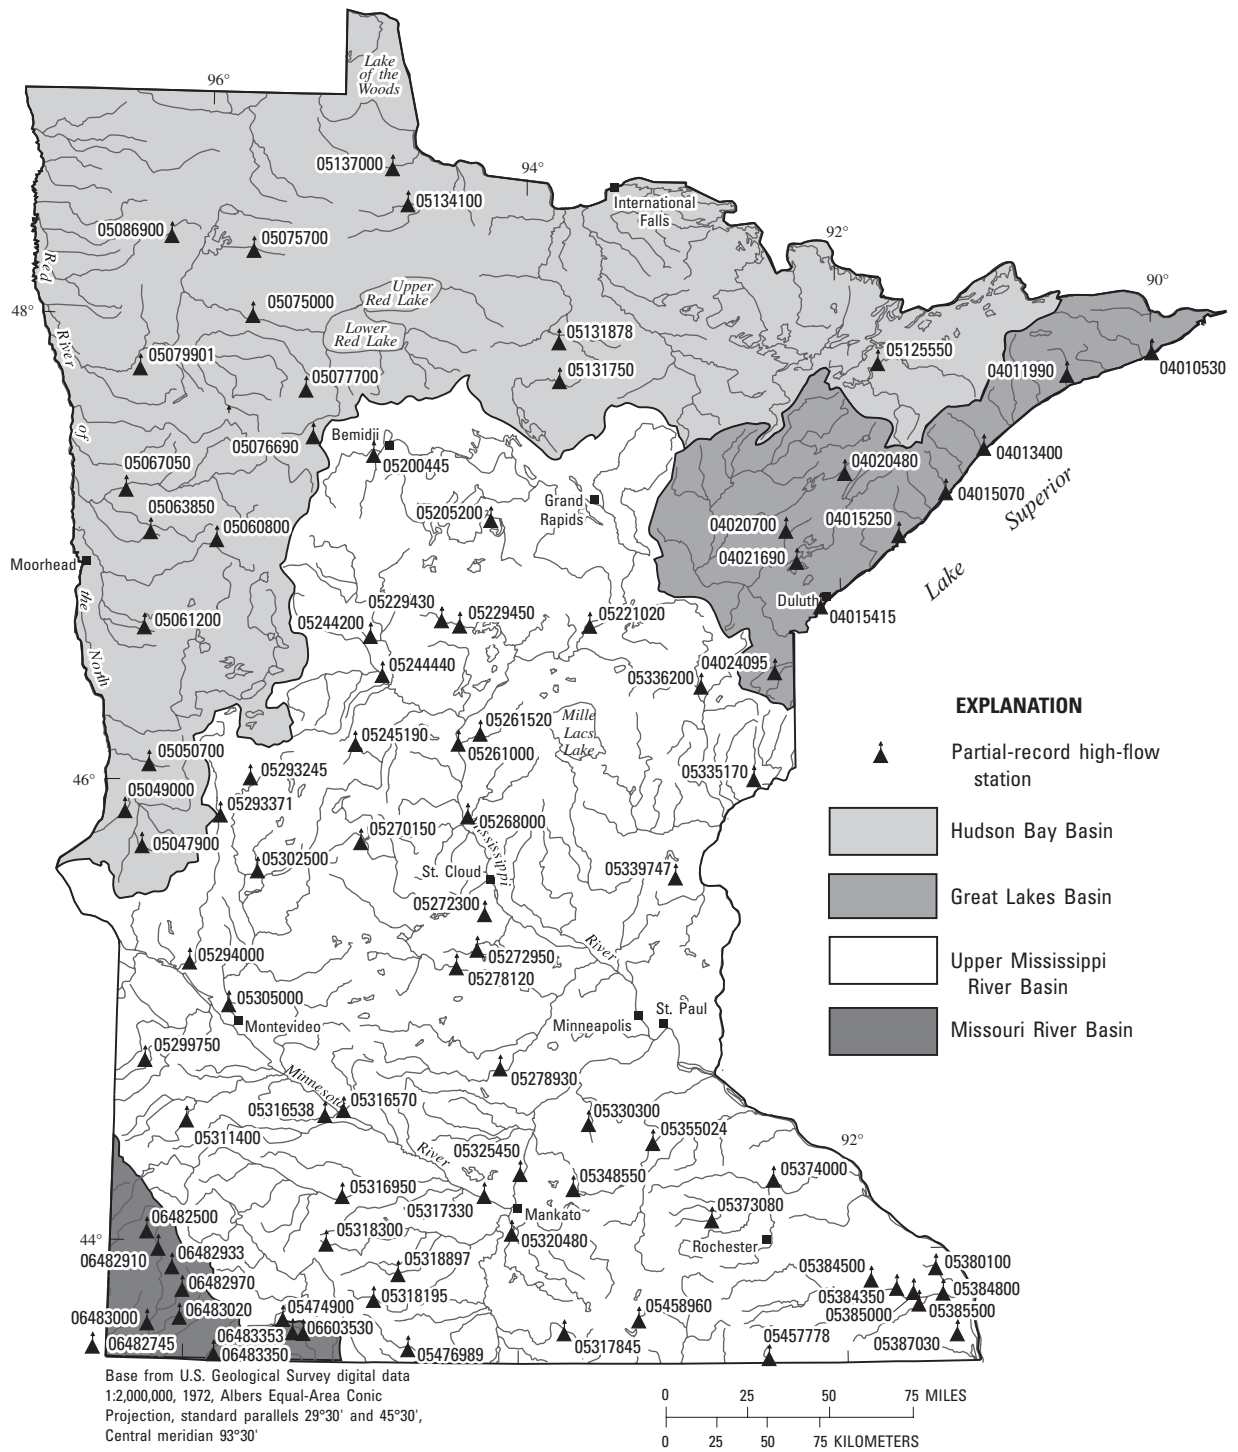 Lake
of the
Woods
96°
94°
05137000
05134100
International
Falls
05086900
05075700
92°
Red
River
of
the
North
Upper
Red Lake
90°
48°
05075000
Lower
Red Lake
05131878
05079901
05125550
05077700
05131750
04011990
04010530
05076690
Bemidji
05200445
04013400
05067050
04020480
04015070
Superior
Lake
05063850
05060800
05205200
Grand
Rapids
04020700
04015250
04021690
Moorhead
05061200
05229430
05229450
05221020
05244200
Duluth
04015415
05244440
04024095
05336200
05261520
Mille
Lacs
Lake
05245190
05261000
05050700
46°
05293245
05335170
05049000
05293371
05268000
Mississippi
05047900
05270150
05302500
St. Cloud
05339747
05272300
River
05294000
05272950
05278120
05305000
Montevideo
St. Paul
Minneapolis
05299750
05278930
Minnesota
05316538
05316570
05330300
05311400
05355024
92°
River
05325450
05348550
05374000
05316950
05317330
05373080
Mankato
06482500
44°
05318300
05320480
Rochester
06482910
06482933
05318897
05384500
05380100
06482970
05318195
05384350
05384800
06483000
06483020
05474900
05458960
05385000
05385500
06482745
06483353
06603530
05317845
05457778
05387030
06483350
05476989
EXPLANATION
Partial-record high-flow
station
Hudson Bay Basin
Great Lakes Basin
Upper Mississippi
River Basin
Missouri River Basin
Base from U.S. Geological Survey digital data
1:2,000,000, 1972, Albers Equal-Area Conic
Projection, standard parallels 29°30' and 45°30',
Central meridian 93°30'
0 25 50 75 MILES
0 25 50 75 KILOMETERS